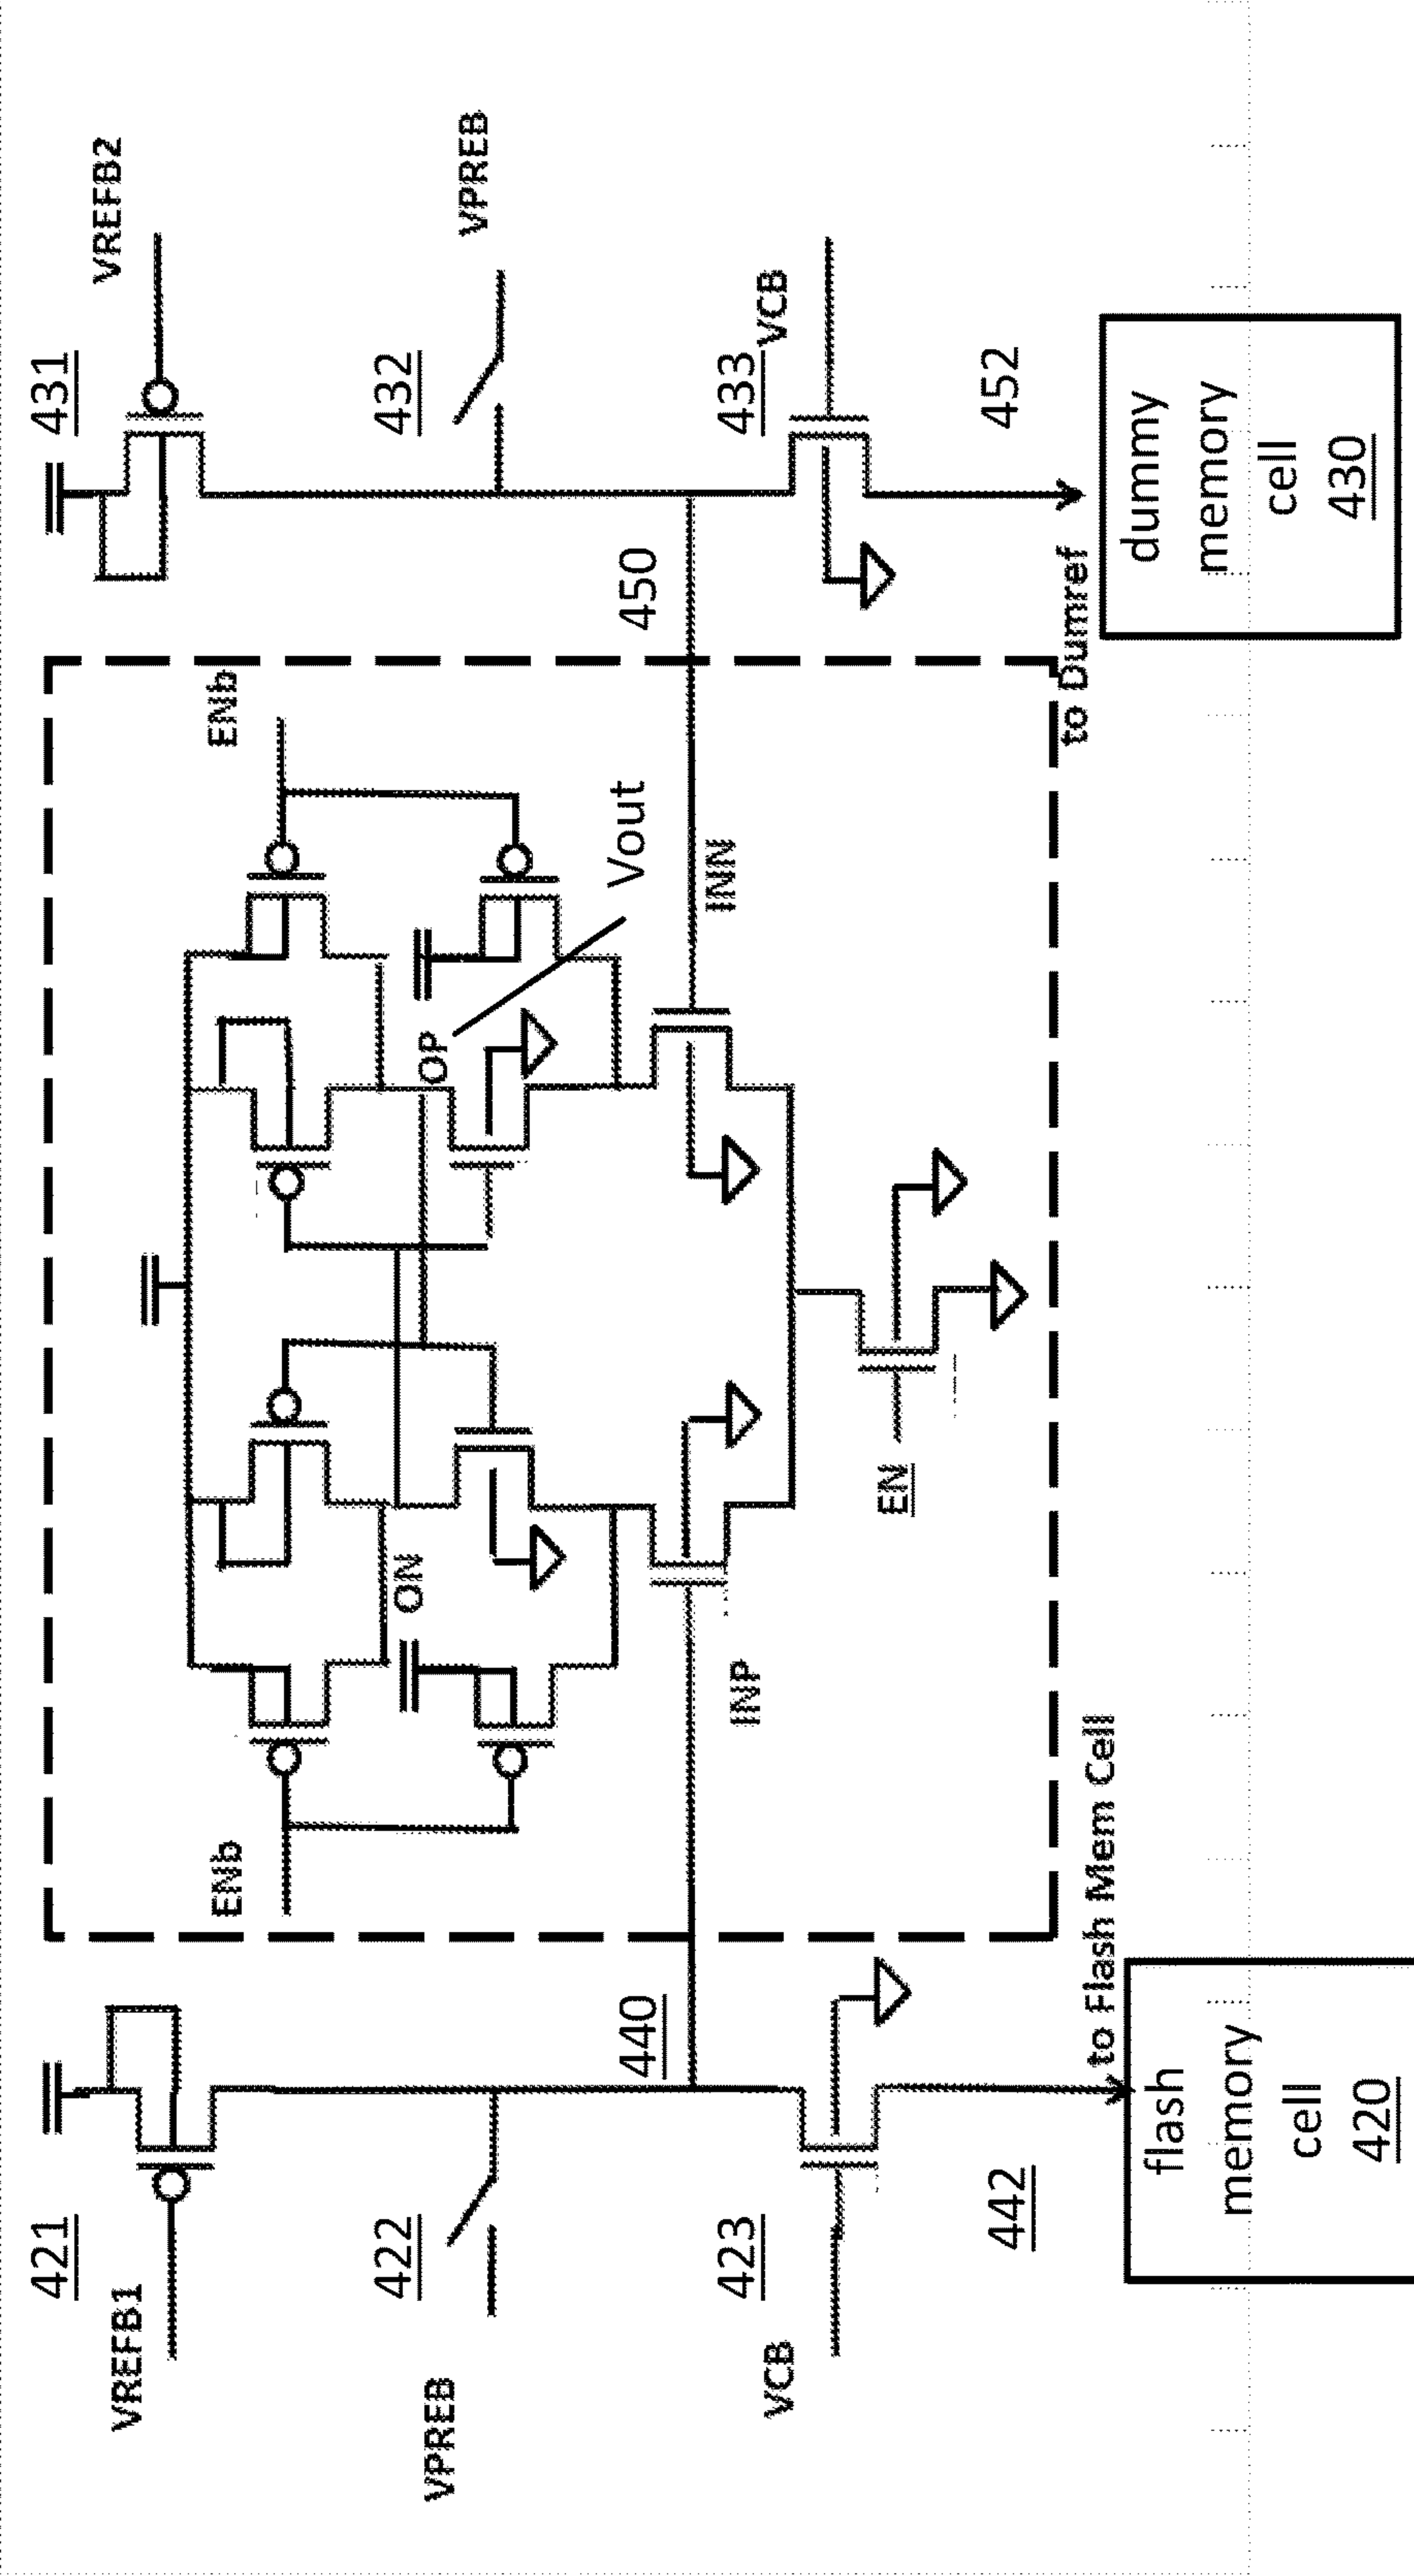 421
VREFB1
422
VPREB
423
VCB
440
442
to Flash Mem Cell
flash
memory
cell
420
ENb
ON
INP
EN
OP
Vout
ENb
INN
450
431
VREFB2
432
VPREB
433
VCB
452
to Dumref
dummy
memory
cell
430